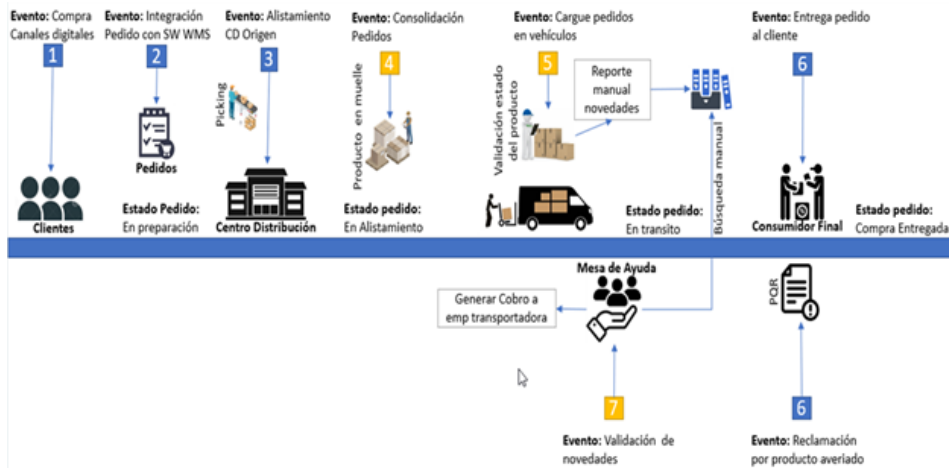 Evento: Compra
Canales digitales
1
Evento: Integración
Pedido con SW WMS
2
Evento: Alistamiento
CD Origen
3
Evento: Consolidación
Pedidos
4
Evento: Cargue pedidos
en vehículos
5
Evento: Entrega pedido
al cliente
6
Picking
Producto en muelle
Validación estado
del producto
Reporte
manual
novedades
Búsqueda manual
Pedidos
Clientes
Estado Pedido:
En preparación
Centro Distribución
Estado pedido:
En Alistamiento
Estado pedido:
En transito
Consumidor Final
Estado pedido:
Compra Entregada
Mesa de Ayuda
Generar Cobro a
emp transportadora
PQR
7
6
Evento: Validación de
novedades
Evento: Reclamación
por producto averiado